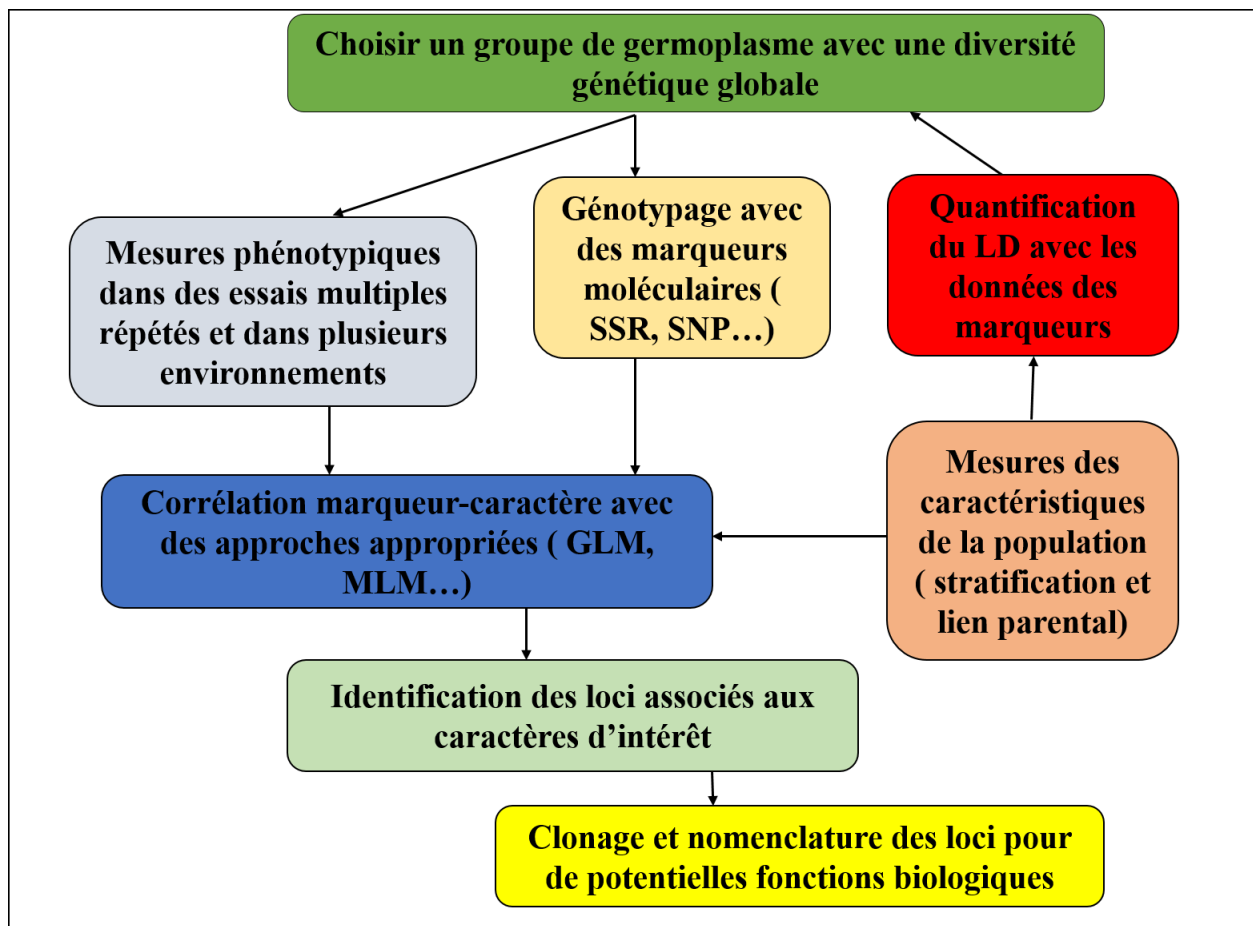 Choisir un groupe de germoplasme avec une diversité
génétique globale
Mesures phénotypiques
dans des essais multiples
répétés et dans plusieurs
environnements
Génotypage avec
des marqueurs
moléculaires (
SSR, SNP…)
Quantification
du LD avec les
données des
marqueurs
Corrélation marqueur-caractère avec
des approches appropriées ( GLM,
MLM…)
Mesures des
caractéristiques
de la population
( stratification et
lien parental)
Identification des loci associés aux
caractères d’intérêt
Clonage et nomenclature des loci pour
de potentielles fonctions biologiques